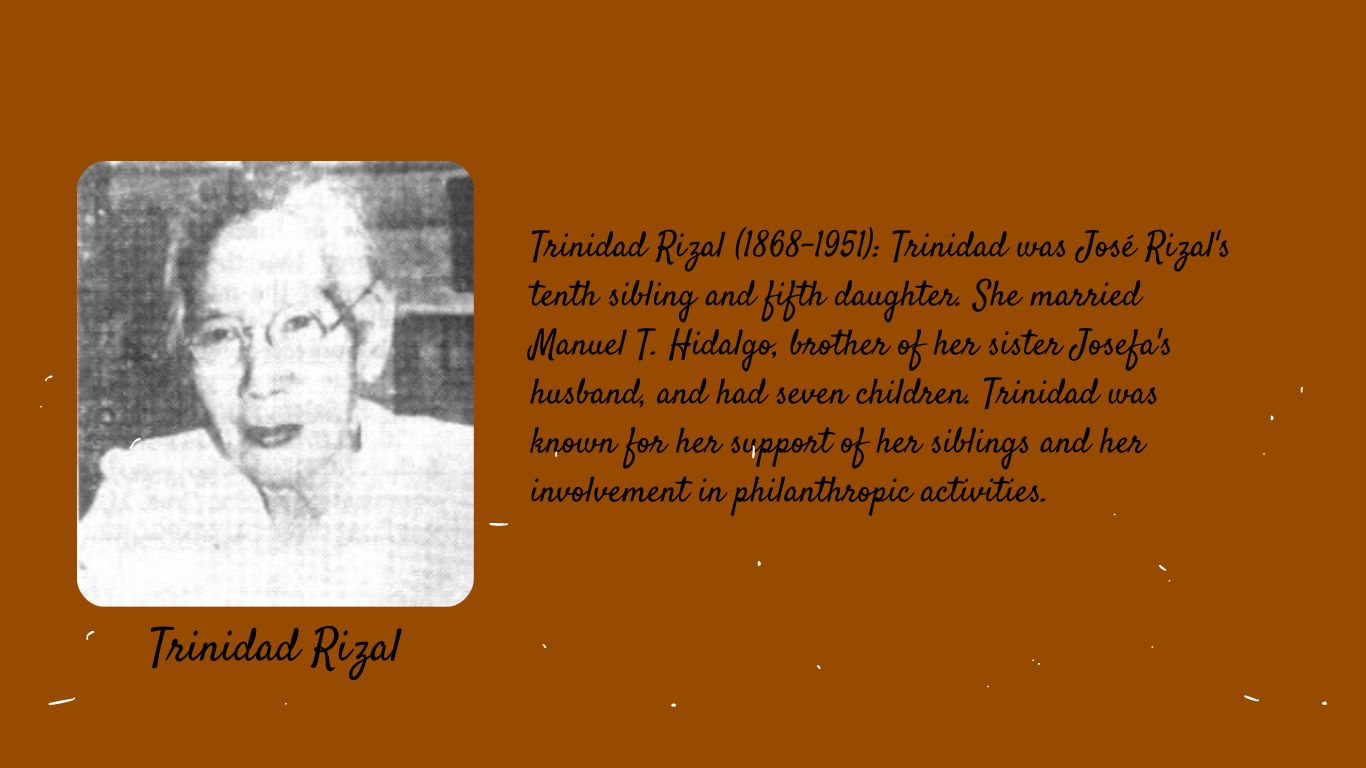 Trinidad Rizal (1868-1951): Trinidad was José Rizal's
tenth sibling and fifth daughter. She married
Manuel T. Hidalgo, brother of her sister Josefa's
husband, and had seven children. Trinidad was
known for her support of her siblings and her
involvement in philanthropic activities.
Trinidad Rizal